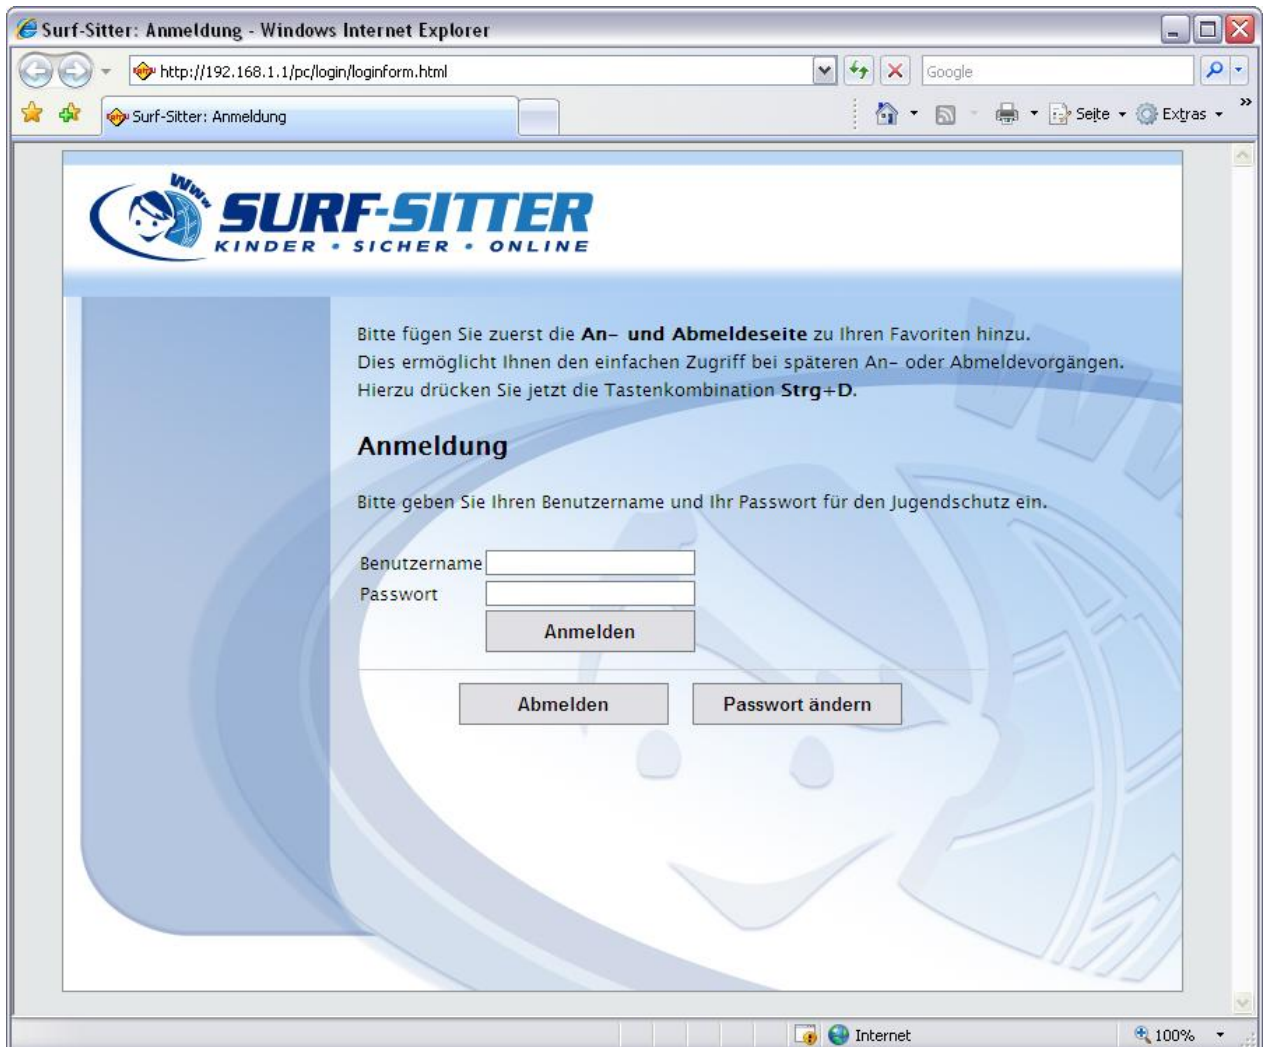 Surf-Sitter: Anmeldung - Windows Internet Explorer
http://192.168.1.1/pc/login/loginform.html
Google
Surf-Sitter: Anmeldung
Seite
Extras
www
SURF-SITTER
KINDER • SICHER • ONLINE
Bitte fügen Sie zuerst die An- und Abmeldeseite zu Ihren Favoriten hinzu.
Dies ermöglicht Ihnen den einfachen Zugriff bei späteren An- oder Abmeldevorgängen.
Hierzu drücken Sie jetzt die Tastenkombination Strg+D.
Anmeldung
Bitte geben Sie Ihren Benutzername und Ihr Passwort für den Jugendschutz ein.
Benutzername
Passwort
Anmelden
Abmelden Passwort ändern
Internet
100%